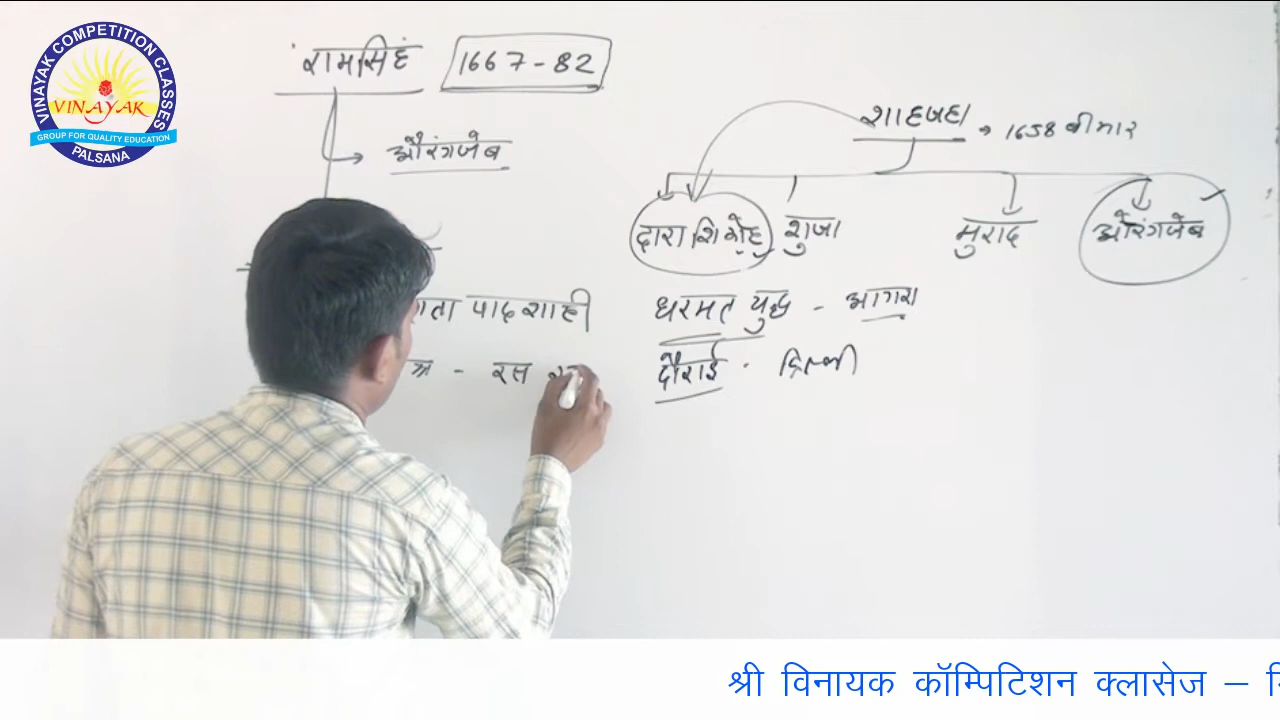 VINAYAK COMPETITION CLASSES
VINAYAK
GROUP FOR QUALITY EDUCATION
PALSANA
रामसिंह 1667-82
औरंगजेब
शाहजहा → 1658 बीमार
दारा शिकोह शुजा मुराद औरंगजेब
पादशाही
धरमत युद्ध - आगरा
- रस
दौराई - दिल्ली
श्री विनायक कॉम्पिटिशन क्लासेज –